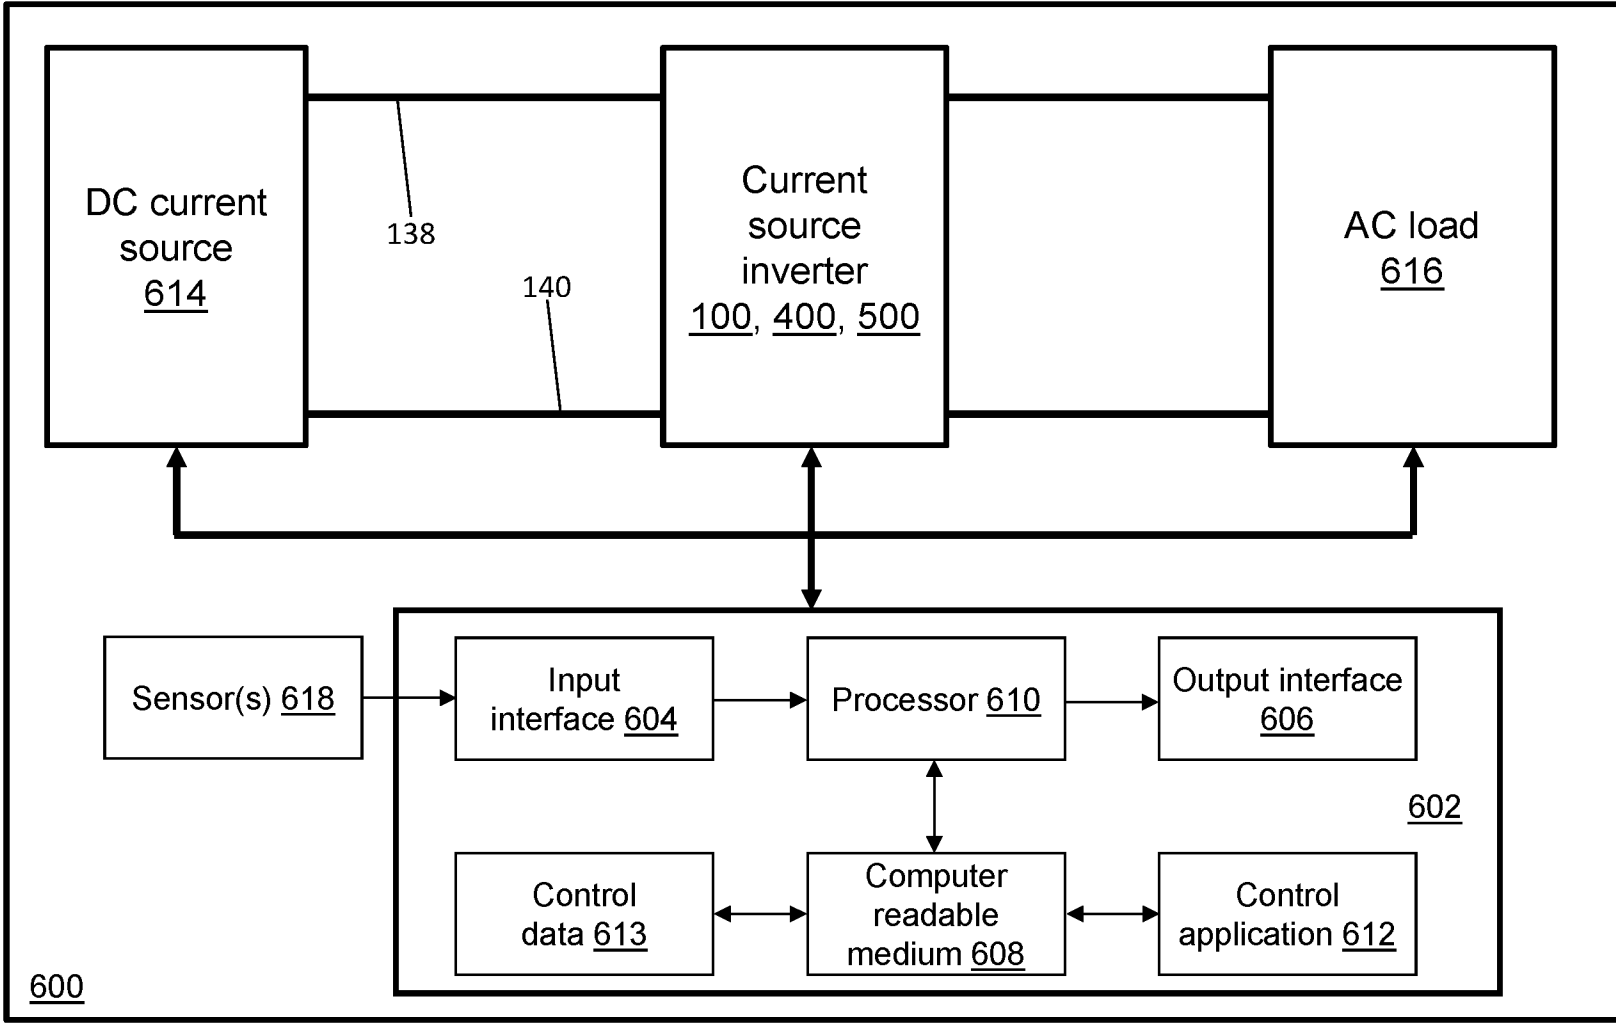 DC current
source
614
138
140
Current
source
inverter
100, 400, 500
AC load
616
Sensor(s) 618
Input
interface 604
Processor 610
Output interface
606
602
Control
data 613
Computer
readable
medium 608
Control
application 612
600